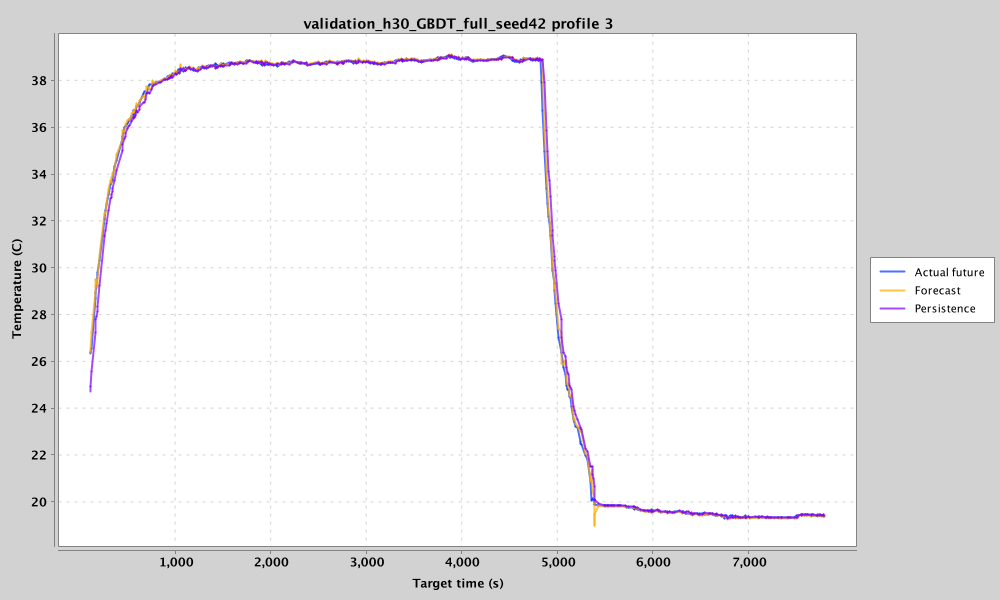 validation_h30_GBDT_full_seed42 profile 3
Temperature (C)
38
36
34
32
30
28
26
24
22
20
1,000
2,000
3,000
4,000
5,000
6,000
7,000
Target time (s)
Actual future
Forecast
Persistence